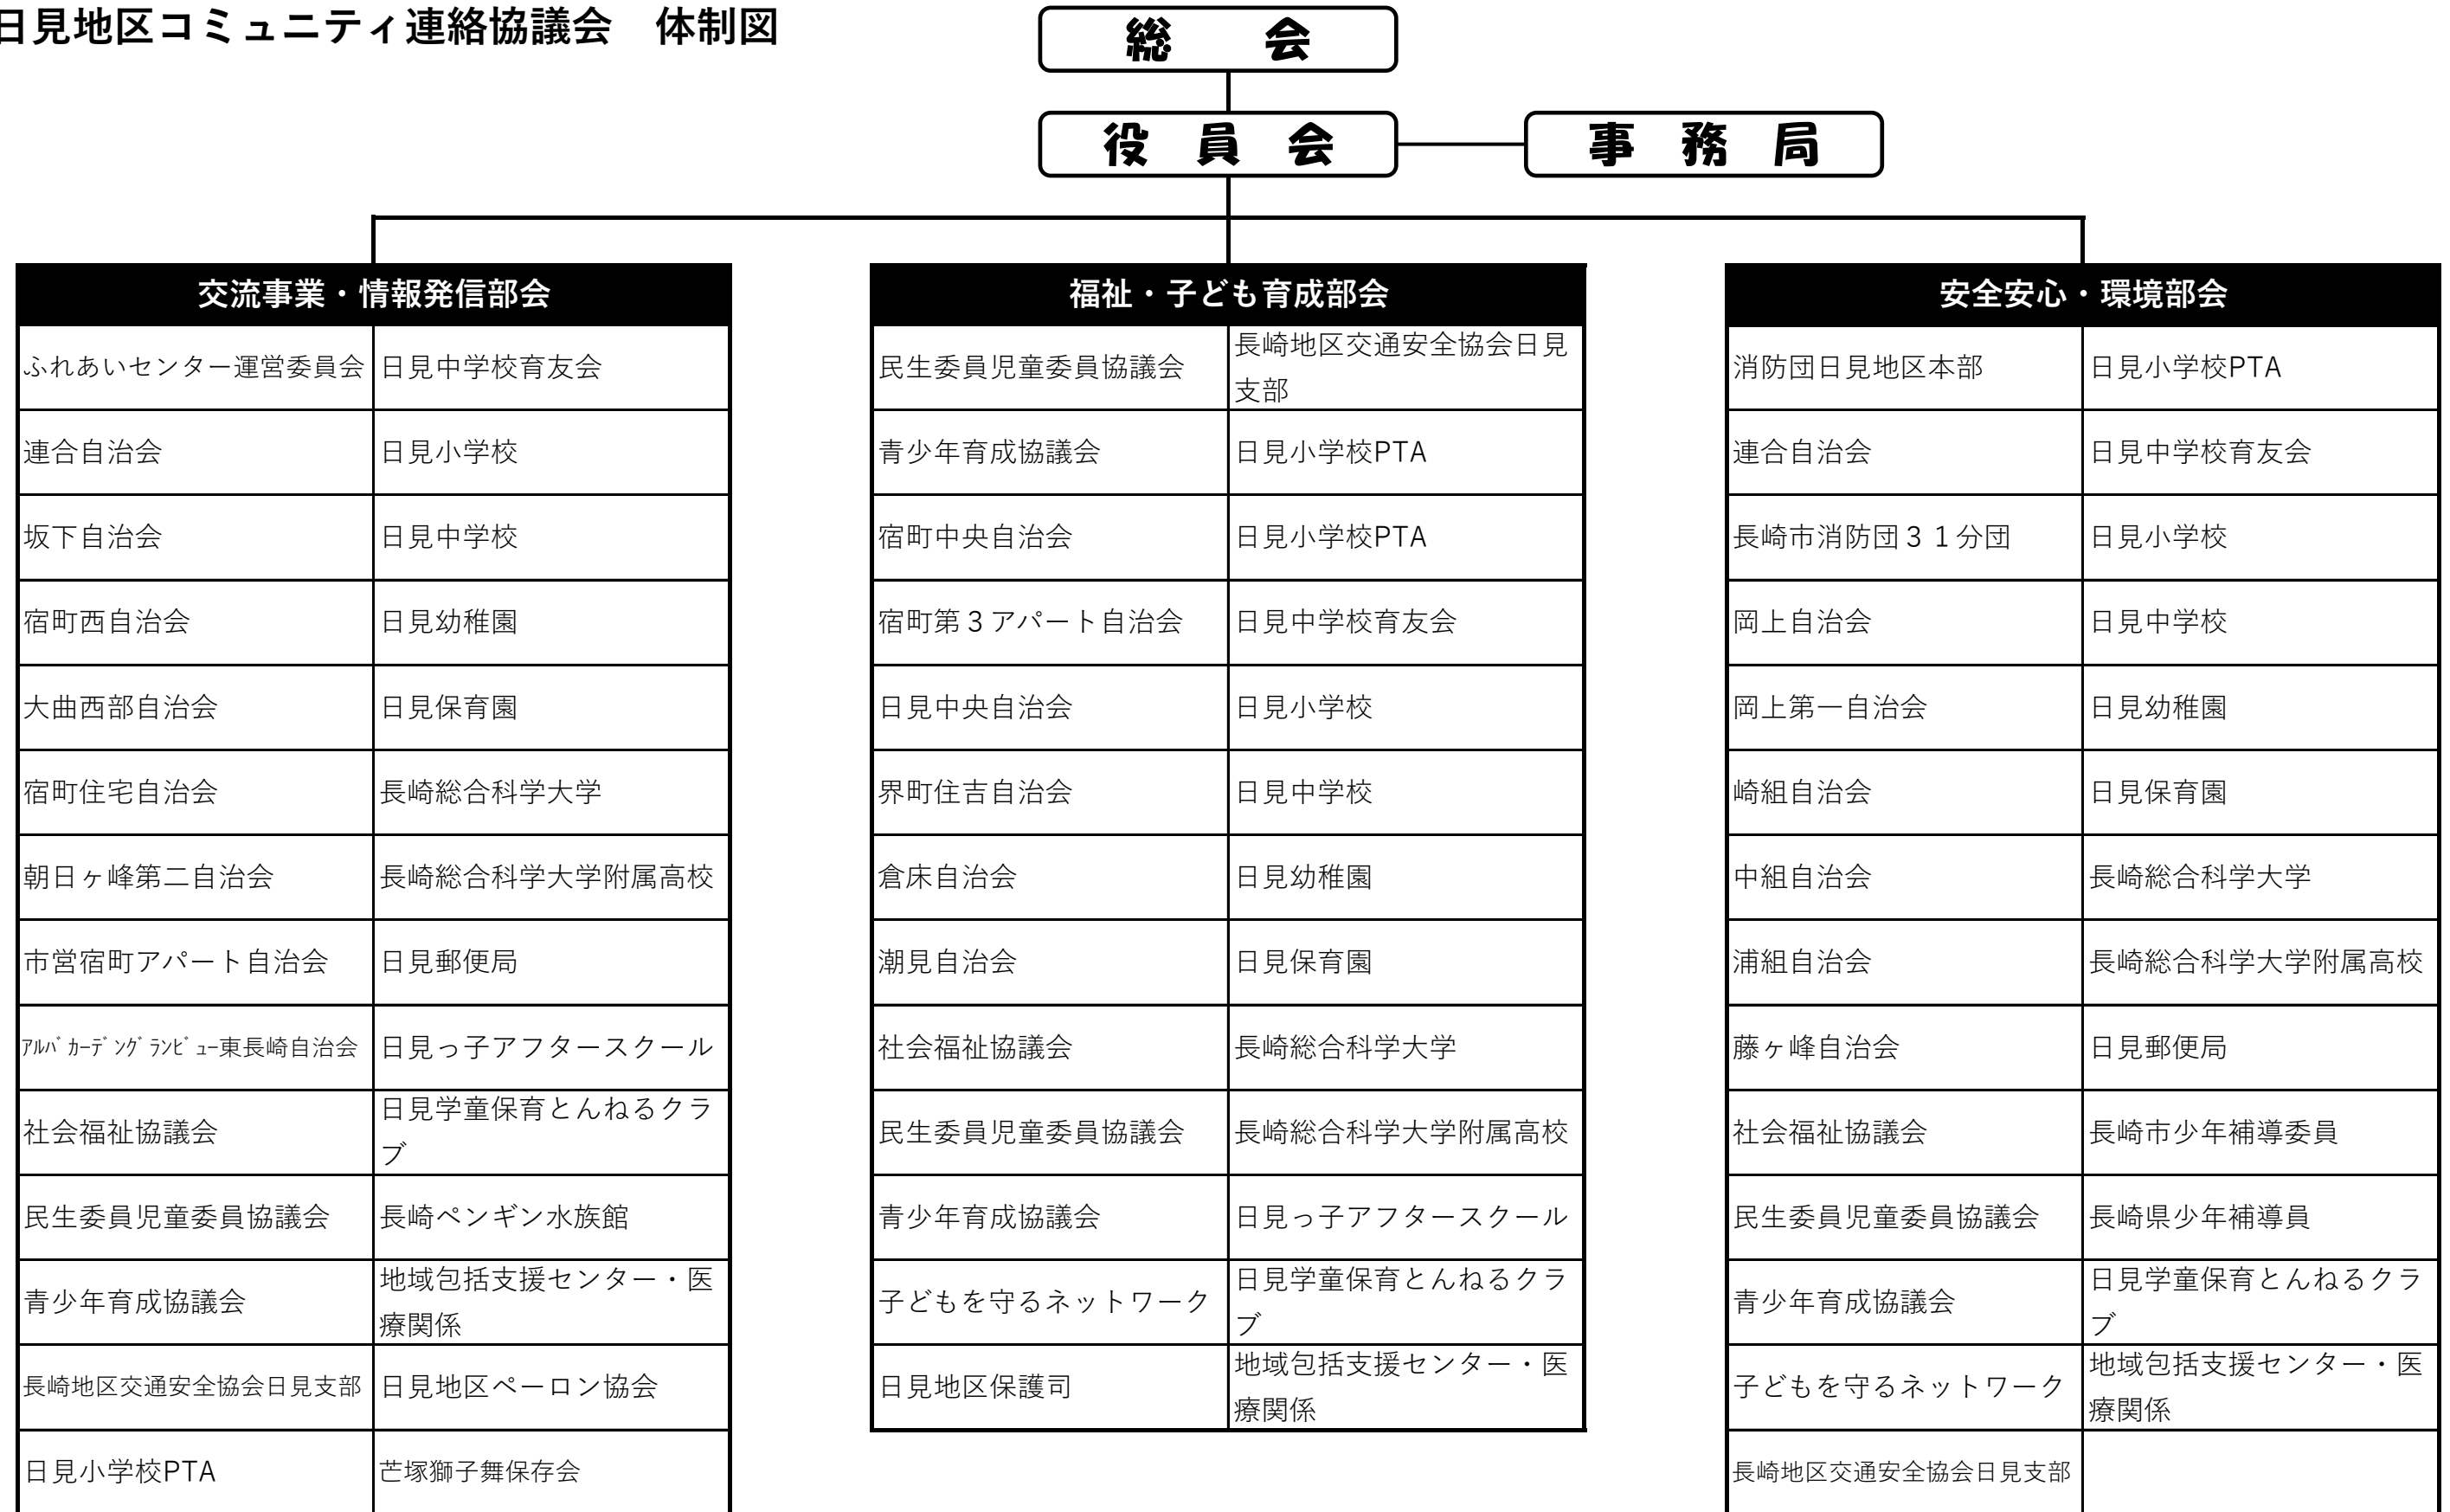 日見地区コミュニティ連絡協議会　体制図
総　会
役　員　会
事　務　局
交流事業・情報発信部会
ふれあいセンター運営委員会
日見中学校育友会
連合自治会
日見小学校
坂下自治会
日見中学校
宿町西自治会
日見幼稚園
大曲西部自治会
日見保育園
宿町住宅自治会
長崎総合科学大学
朝日ヶ峰第二自治会
長崎総合科学大学附属高校
市営宿町アパート自治会
日見郵便局
ｱﾙﾊﾞｶｰﾃﾞﾝｸﾞﾗﾝﾋﾞｭｰ東長崎自治会
日見っ子アフタースクール
社会福祉協議会
日見学童保育とんねるクラ
ブ
民生委員児童委員協議会
長崎ペンギン水族館
青少年育成協議会
地域包括支援センター・医
療関係
長崎地区交通安全協会日見支部
日見地区ペーロン協会
日見小学校PTA
芒塚獅子舞保存会
福祉・子ども育成部会
民生委員児童委員協議会
長崎地区交通安全協会日見
支部
青少年育成協議会
日見小学校PTA
宿町中央自治会
日見小学校PTA
宿町第３アパート自治会
日見中学校育友会
日見中央自治会
日見小学校
界町住吉自治会
日見中学校
倉床自治会
日見幼稚園
潮見自治会
日見保育園
社会福祉協議会
長崎総合科学大学
民生委員児童委員協議会
長崎総合科学大学附属高校
青少年育成協議会
日見っ子アフタースクール
子どもを守るネットワーク
日見学童保育とんねるクラ
ブ
日見地区保護司
地域包括支援センター・医
療関係
安全安心・環境部会
消防団日見地区本部
日見小学校PTA
連合自治会
日見中学校育友会
長崎市消防団３１分団
日見小学校
岡上自治会
日見中学校
岡上第一自治会
日見幼稚園
崎組自治会
日見保育園
中組自治会
長崎総合科学大学
浦組自治会
長崎総合科学大学附属高校
藤ヶ峰自治会
日見郵便局
社会福祉協議会
長崎市少年補導委員
民生委員児童委員協議会
長崎県少年補導員
青少年育成協議会
日見学童保育とんねるクラ
ブ
子どもを守るネットワーク
地域包括支援センター・医
療関係
長崎地区交通安全協会日見支部